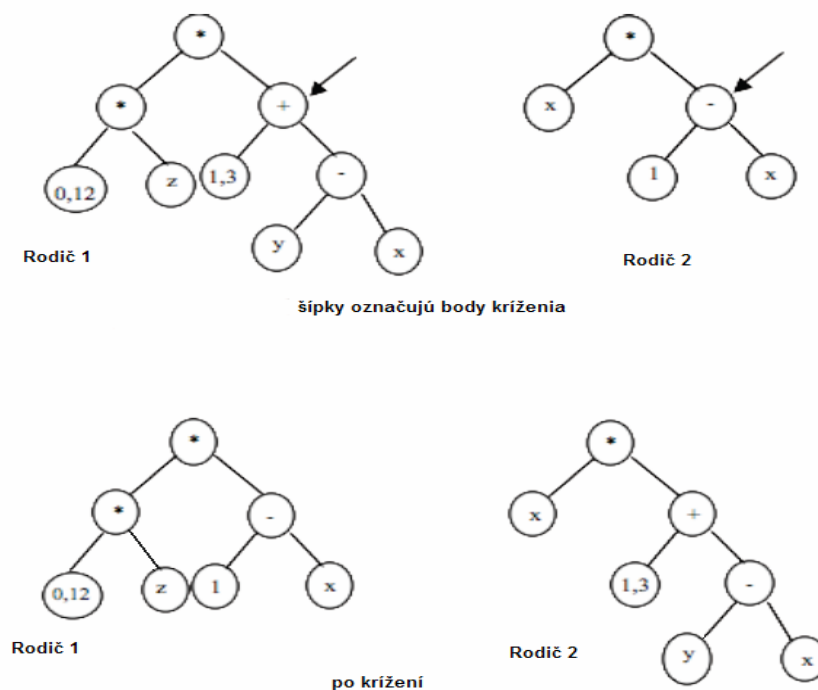 *
*
*
+
x
-
0,12
z
1,3
-
1
x
y
x
Rodič 1
Rodič 2
šípky označujú body kríženia
*
*
*
-
x
+
0,12
z
1
x
1,3
-
Rodič 1
Rodič 2
y
x
po krížení